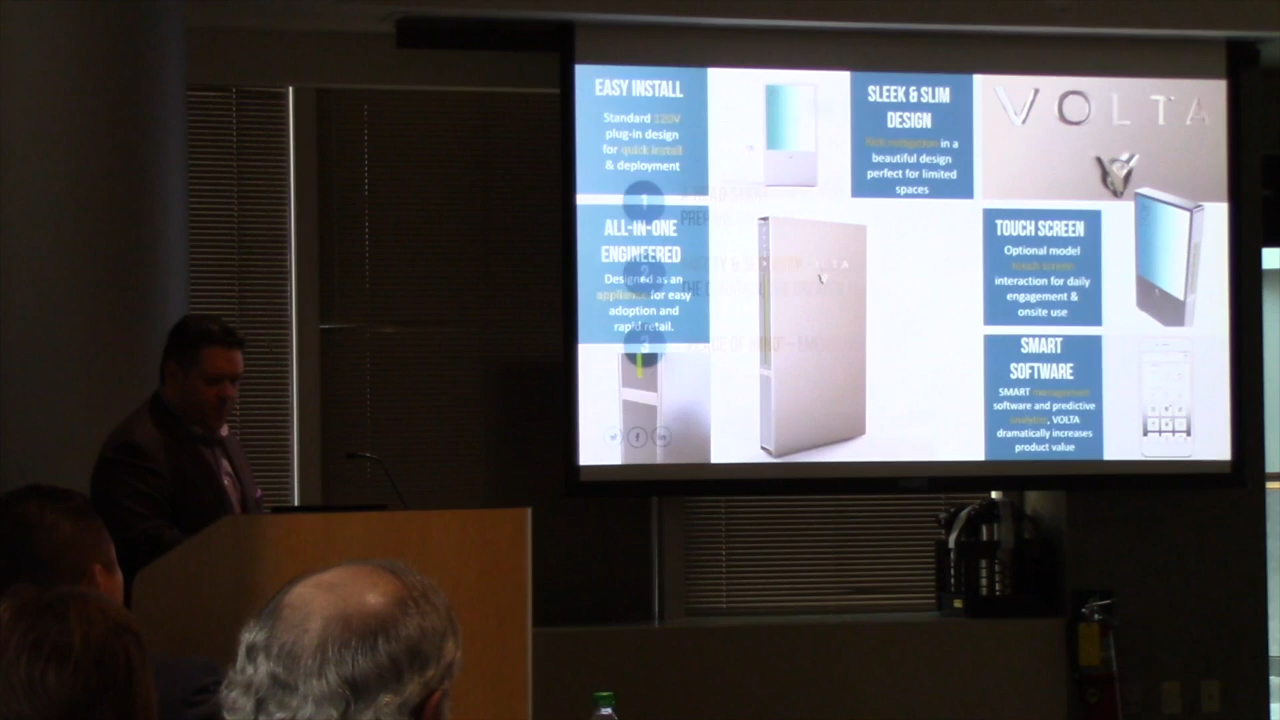 EASY INSTALL
Standard 120V
plug-in design
for quick install
& deployment
SLEEK & SLIM
DESIGN
in a
beautiful design
perfect for limited
spaces
VOLTA
1
ALL-IN-ONE
ENGINEERED
Designed as an
appliance for easy
adoption and
rapid retail.
2
3
TOUCH SCREEN
Optional model
touch screen
interaction for daily
engagement &
onsite use
SMART
SOFTWARE
SMART management
software and predictive
analytics, VOLTA
dramatically increases
product value